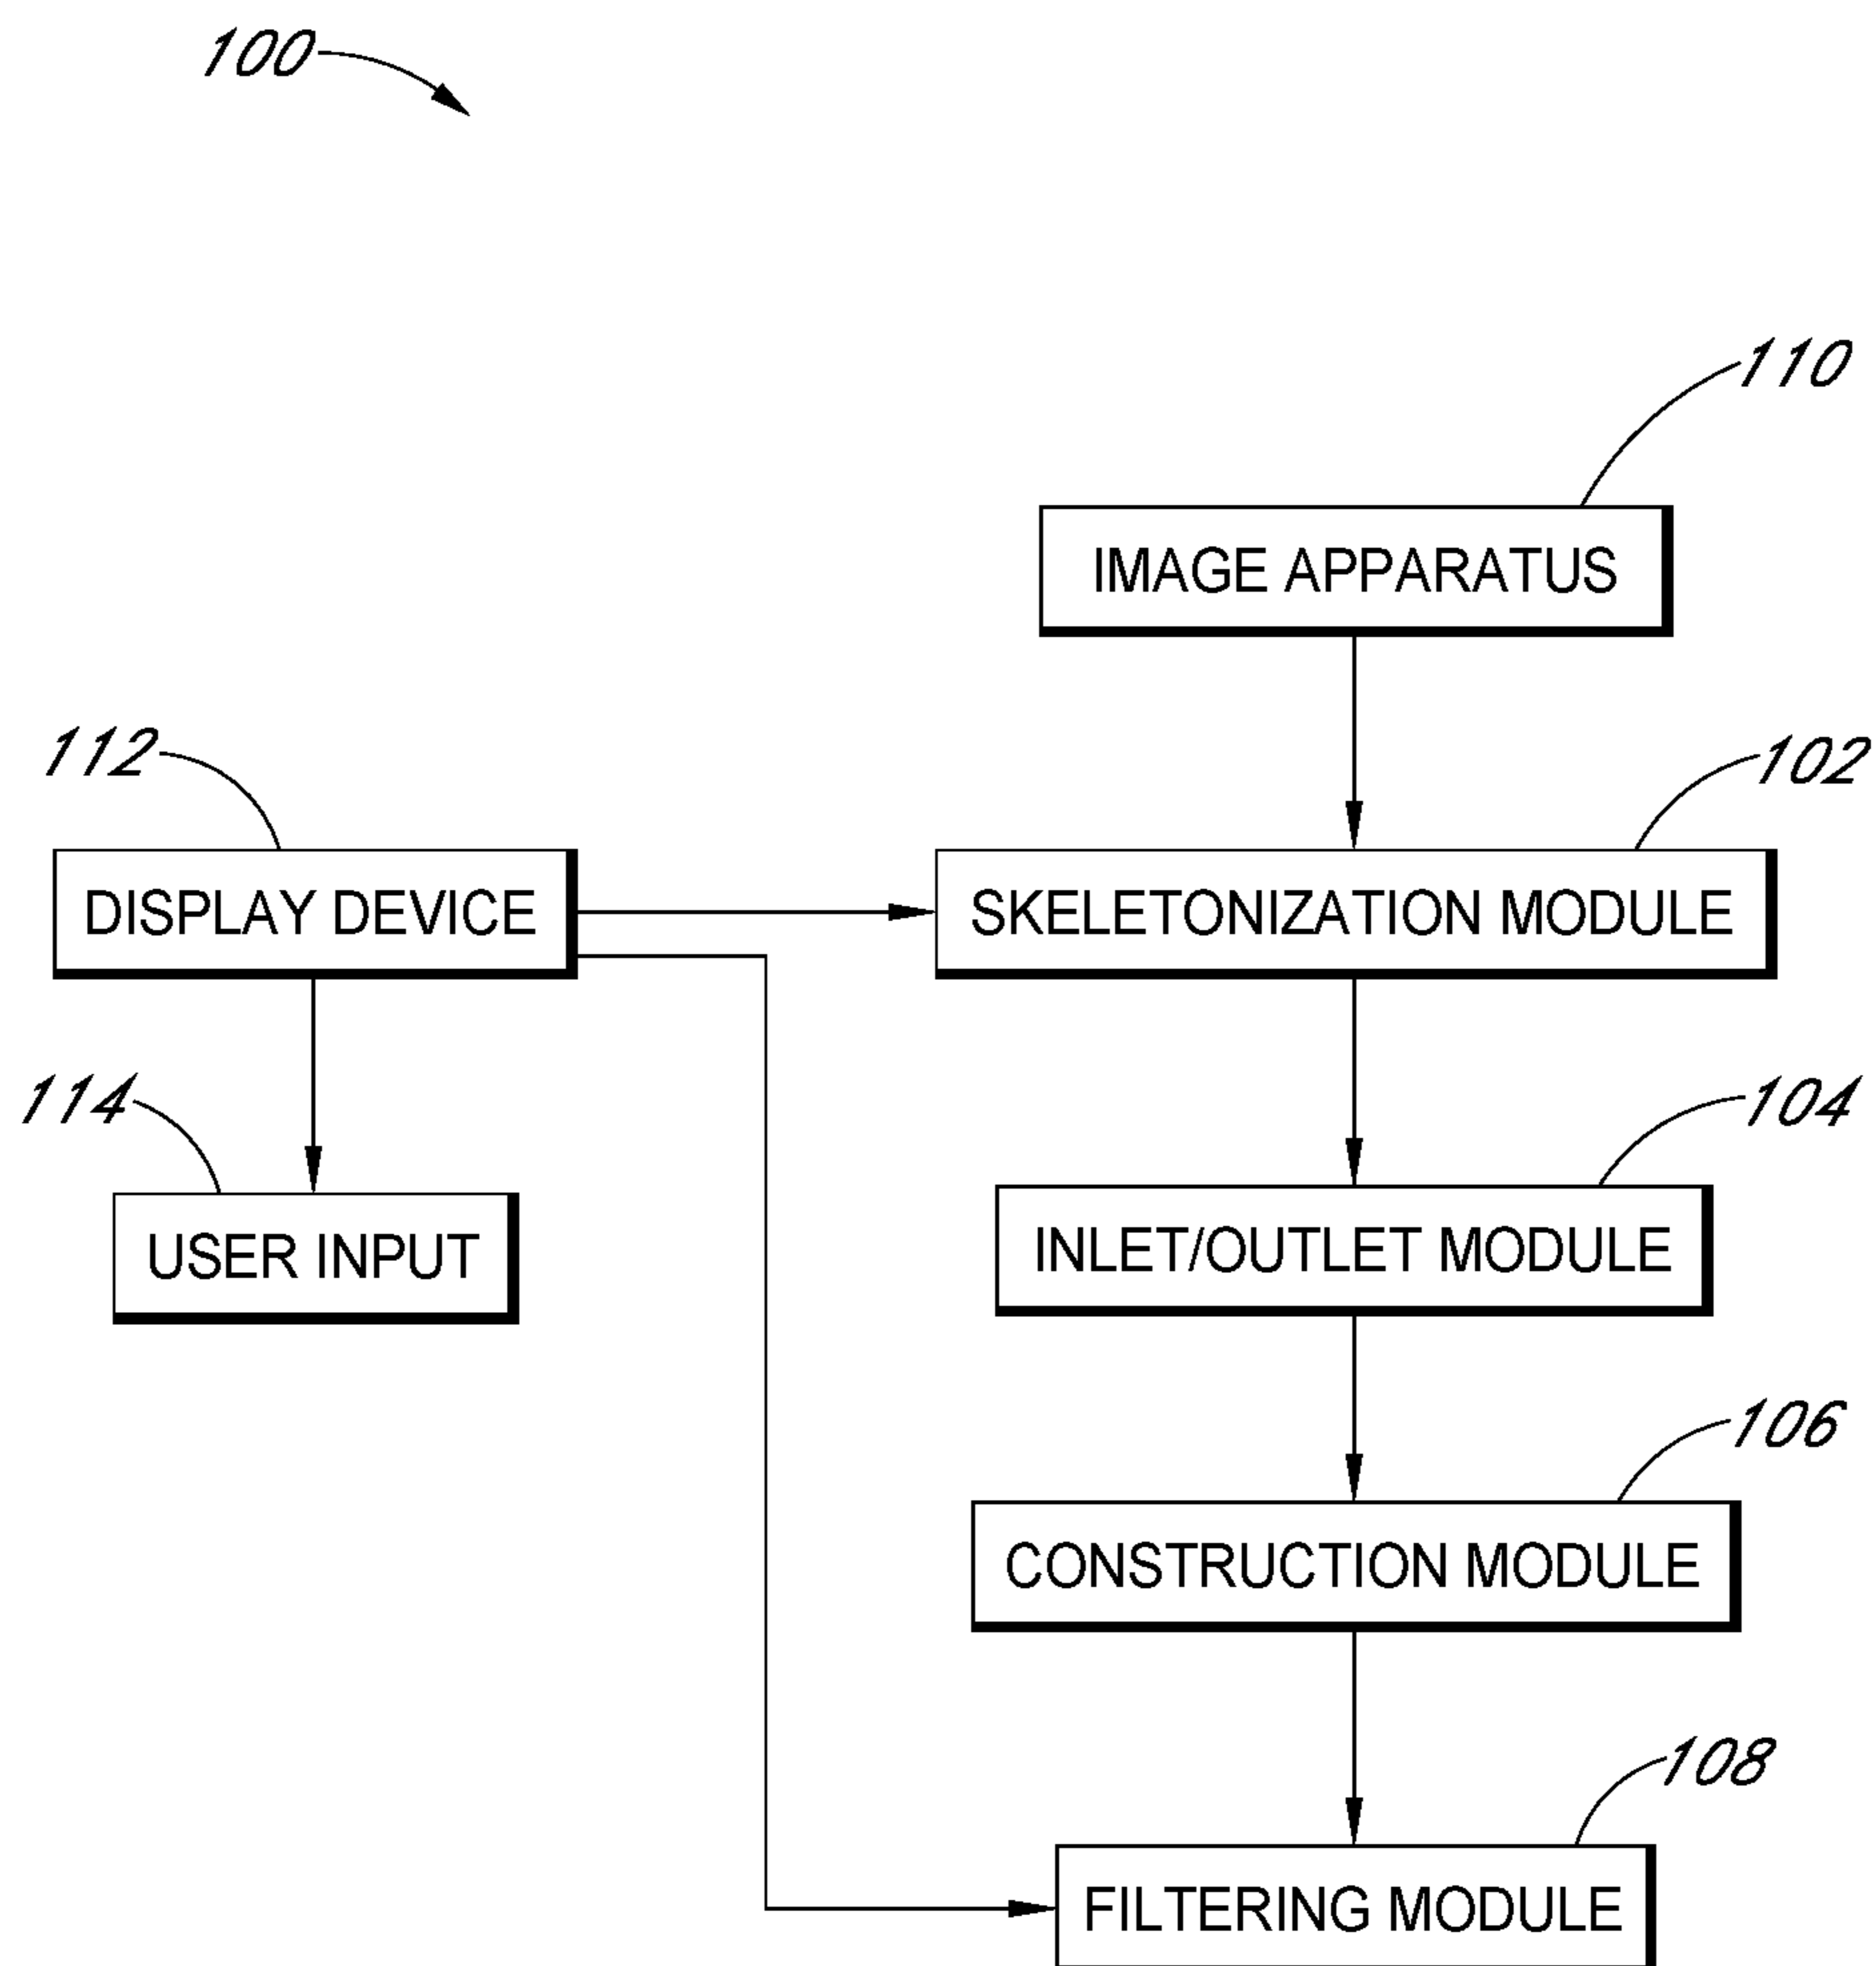 100
110
IMAGE APPARATUS
112
102
DISPLAY DEVICE
SKELETONIZATION MODULE
114
104
USER INPUT
INLET/OUTLET MODULE
106
CONSTRUCTION MODULE
108
FILTERING MODULE